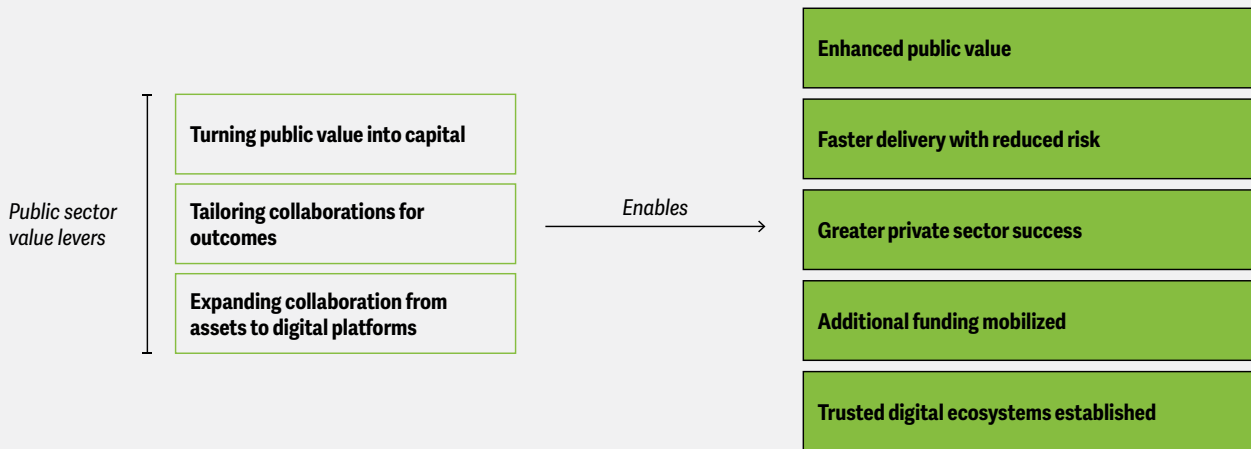 Public sector
value levers
Turning public value into capital
Tailoring collaborations for
outcomes
Expanding collaboration from
assets to digital platforms
Enables
Enhanced public value
Faster delivery with reduced risk
Greater private sector success
Additional funding mobilized
Trusted digital ecosystems established